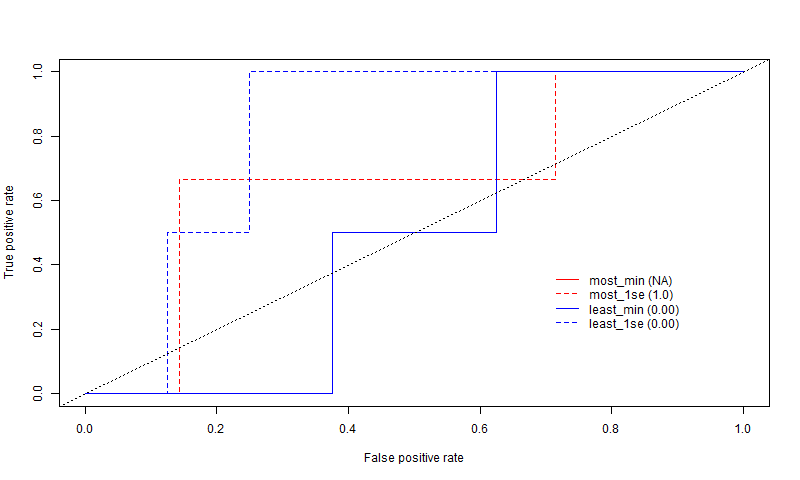 True positive rate
1.0
0.8
0.6
0.4
0.2
0.0
most_min (NA)
most_1se (1.0)
least_min (0.00)
least_1se (0.00)
0.0 0.2 0.4 0.6 0.8 1.0
False positive rate